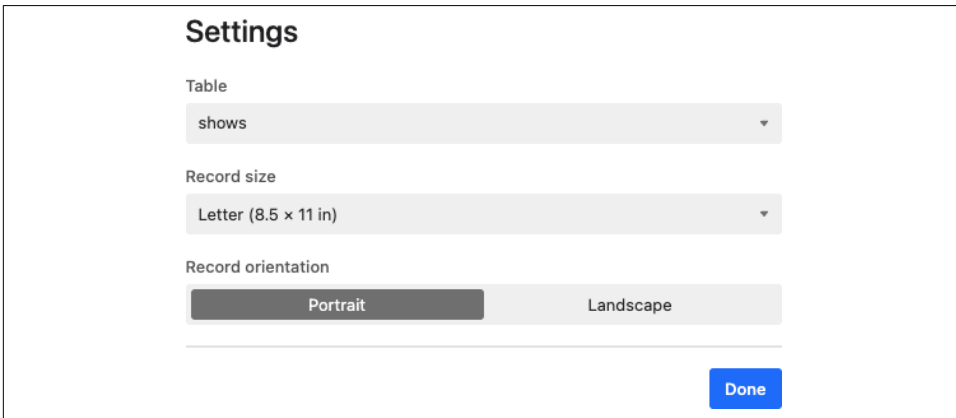 Settings
Table
shows
Record size
Letter (8.5 × 11 in)
Record orientation
Portrait Landscape
Done